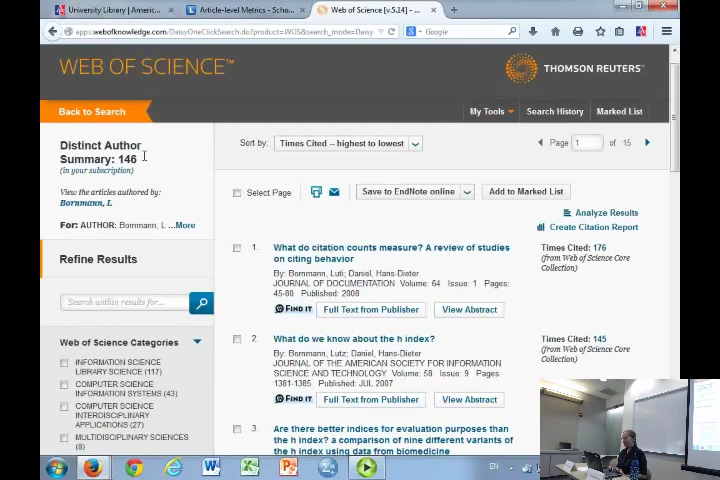 University Library | Americ...
Article-level Metrics - Scho...
Web of Science [v.5.14] - ...
apps.webofknowledge.com/DaisyOneClickSearch.do?product=WOS&search_mode=Daisy
Google
WEB OF SCIENCE™
THOMSON REUTERS™
Back to Search
My Tools
Search History
Marked List
Distinct Author
Summary: 146
(in your subscription)
View the articles authored by:
Bornmann, L
For: AUTHOR: Bornmann, L ...More
Refine Results
Search within results for...
Web of Science Categories
INFORMATION SCIENCE
LIBRARY SCIENCE (117)
COMPUTER SCIENCE
INFORMATION SYSTEMS (43)
COMPUTER SCIENCE
INTERDISCIPLINARY
APPLICATIONS (27)
MULTIDISCIPLINARY SCIENCES
(8)
Sort by: Times Cited -- highest to lowest
Page 1 of 15
Select Page
Save to EndNote online
Add to Marked List
Analyze Results
Create Citation Report
1. What do citation counts measure? A review of studies
on citing behavior
By: Bornmann, Lutz; Daniel, Hans-Dieter
JOURNAL OF DOCUMENTATION Volume: 64 Issue: 1 Pages:
45-80 Published: 2008
FIND IT Full Text from Publisher View Abstract
Times Cited: 176
(from Web of Science Core
Collection)
2. What do we know about the h index?
By: Bornmann, Lutz; Daniel, Hans-Dieter
JOURNAL OF THE AMERICAN SOCIETY FOR INFORMATION
SCIENCE AND TECHNOLOGY Volume: 58 Issue: 9 Pages:
1381-1385 Published: JUL 2007
FIND IT Full Text from Publisher View Abstract
Times Cited: 145
(from Web of Science Core
Collection)
3 Are there better indices for evaluation purposes than
the h index? a comparison of nine different variants of
the h index using data from biomedicine
EN